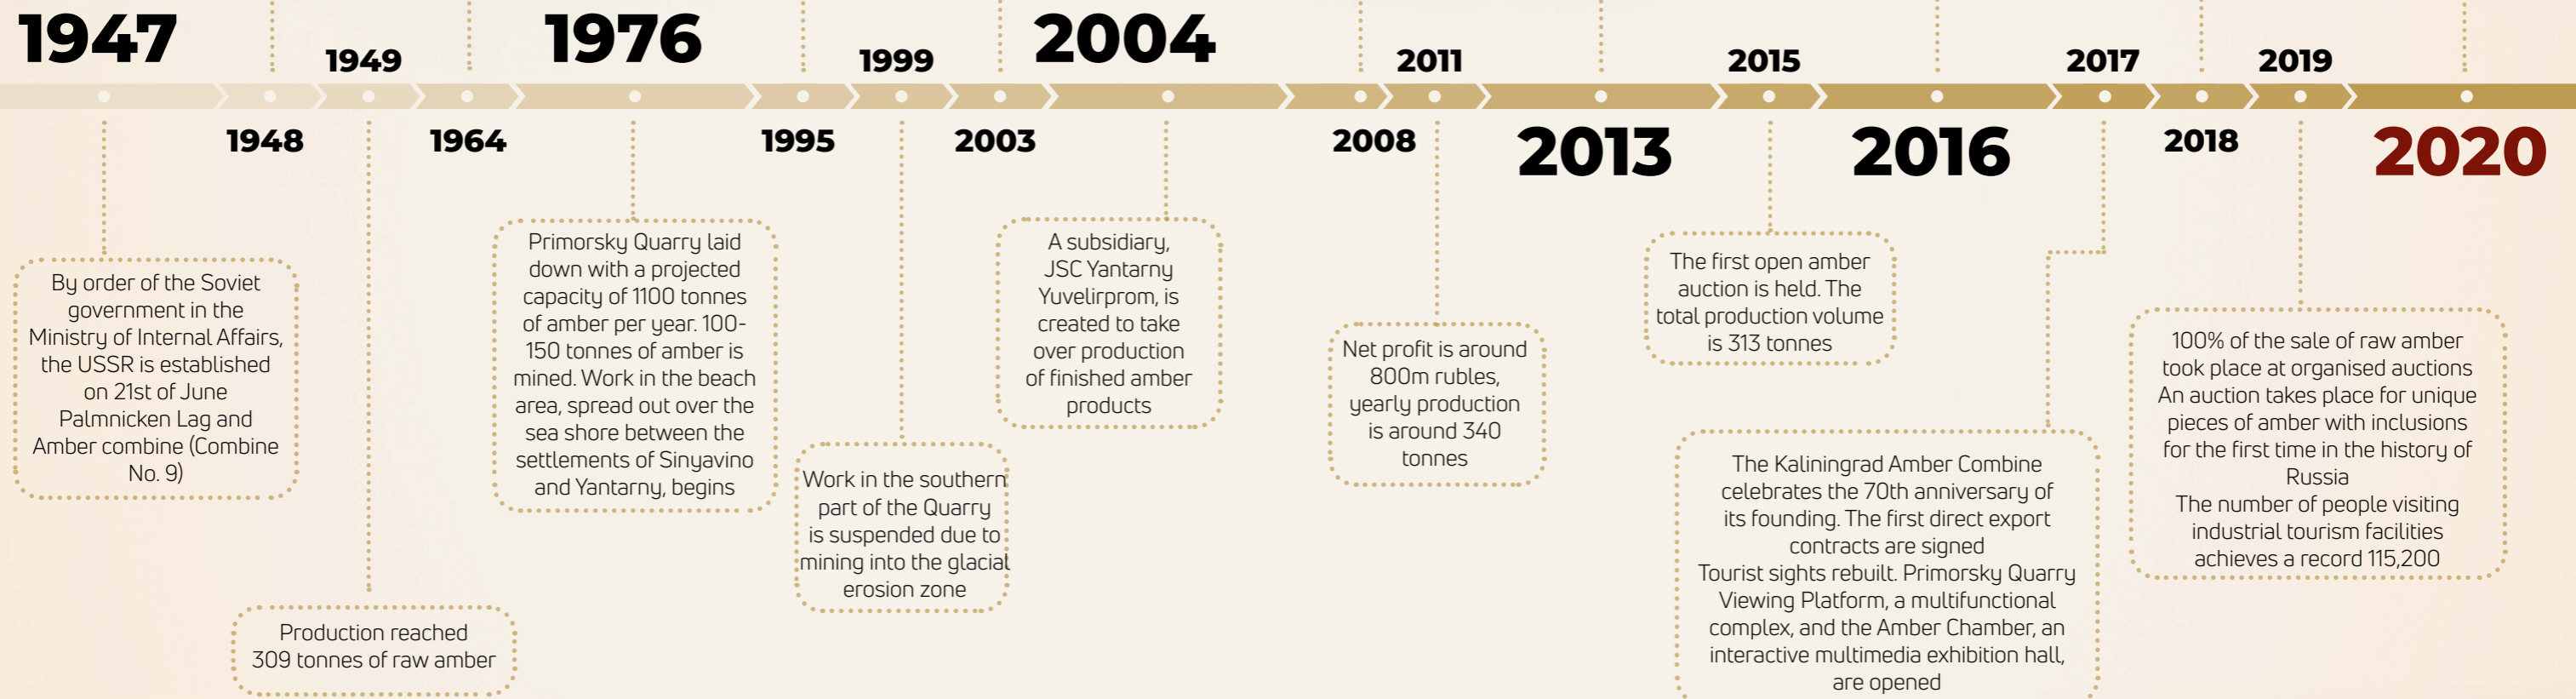 1947
1976
2004
1949
1999
2011
2015
2017
2019
1948
1964
1995
2003
2008
2013
2016
2018
2020
By order of the Soviet
government in the
Ministry of Internal Affairs,
the USSR is established
on 21st of June
Palmnicken Lag and
Amber combine (Combine
No. 9)
Production reached
309 tonnes of raw amber
Primorsky Quarry laid
down with a projected
capacity of 1100 tonnes
of amber per year. 100-
150 tonnes of amber is
mined. Work in the beach
area, spread out over the
sea shore between the
settlements of Sinyavino
and Yantarny, begins
Work in the southern
part of the Quarry
is suspended due to
mining into the glacial
erosion zone
A subsidiary,
JSC Yantarny
Yuvelirprom, is
created to take
over production
of finished amber
products
Net profit is around
800m rubles,
yearly production
is around 340
tonnes
The first open amber
auction is held. The
total production volume
is 313 tonnes
The Kaliningrad Amber Combine
celebrates the 70th anniversary of
its founding. The first direct export
contracts are signed
Tourist sights rebuilt. Primorsky Quarry
Viewing Platform, a multifunctional
complex, and the Amber Chamber, an
interactive multimedia exhibition hall,
are opened
100% of the sale of raw amber
took place at organised auctions
An auction takes place for unique
pieces of amber with inclusions
for the first time in the history of
Russia
The number of people visiting
industrial tourism facilities
achieves a record 115,200